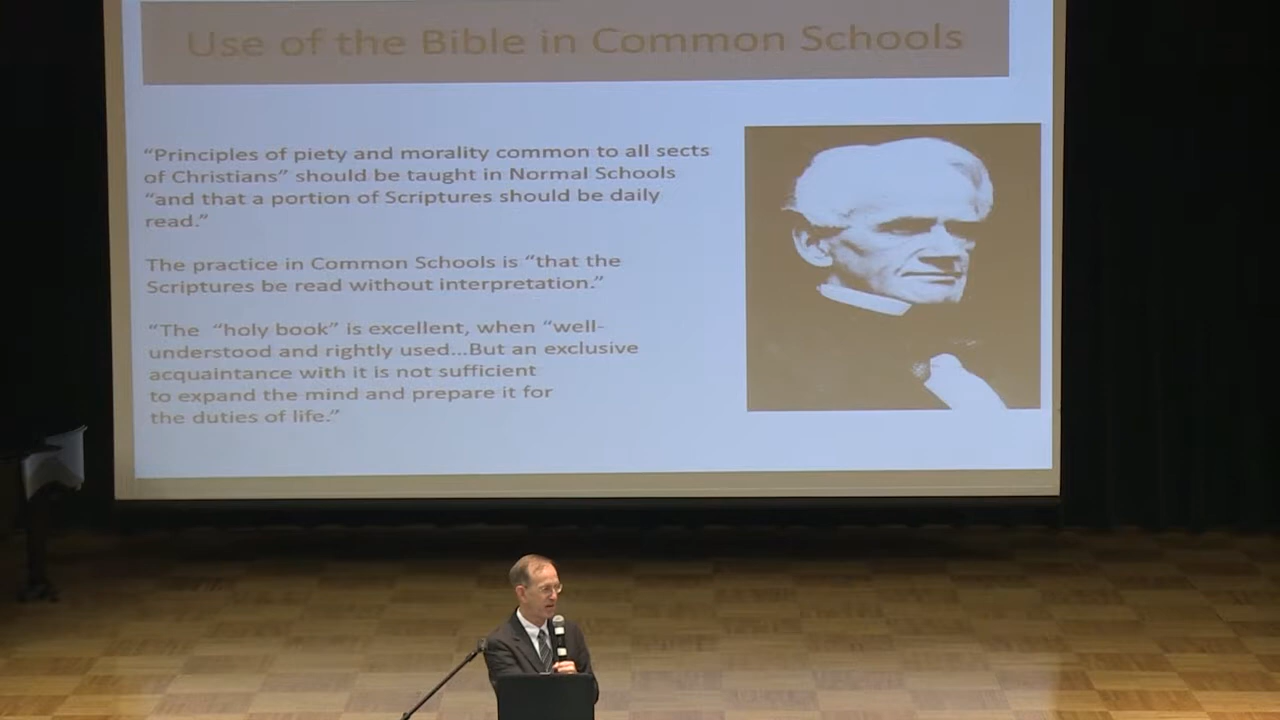 Use of the Bible in Common Schools
“Principles of piety and morality common to all sects
of Christians” should be taught in Normal Schools
“and that a portion of Scriptures should be daily
read.”
The practice in Common Schools is “that the
Scriptures be read without interpretation.”
“The “holy book” is excellent, when “well-
understood and rightly used...But an exclusive
acquaintance with it is not sufficient
to expand the mind and prepare it for
the duties of life.”